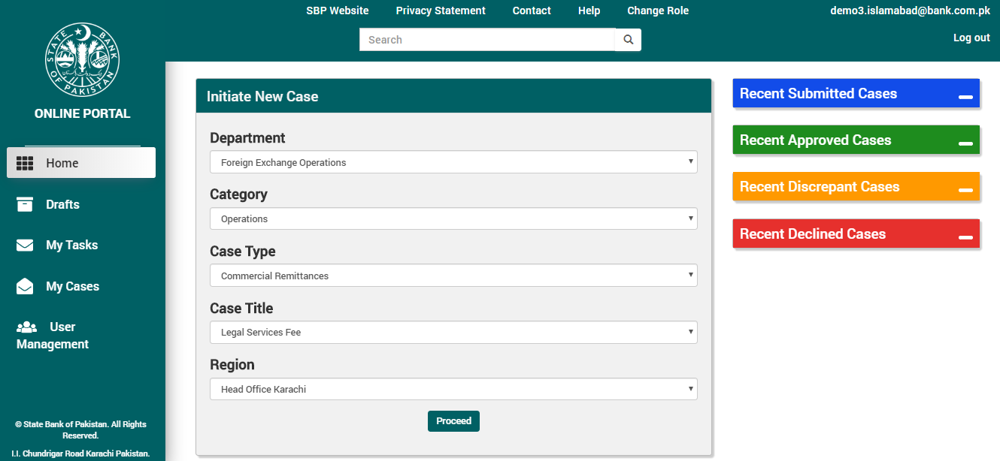 SBP Website Privacy Statement Contact Help Change Role demo3.islamabad@bank.com.pk
Search
Log out
STATE BANK OF PAKISTAN
ONLINE PORTAL
Home
Drafts
My Tasks
My Cases
User
Management
© State Bank of Pakistan. All Rights
Reserved.
I.I. Chundrigar Road Karachi Pakistan.
Initiate New Case
Department
Foreign Exchange Operations
Category
Operations
Case Type
Commercial Remittances
Case Title
Legal Services Fee
Region
Head Office Karachi
Proceed
Recent Submitted Cases
Recent Approved Cases
Recent Discrepant Cases
Recent Declined Cases